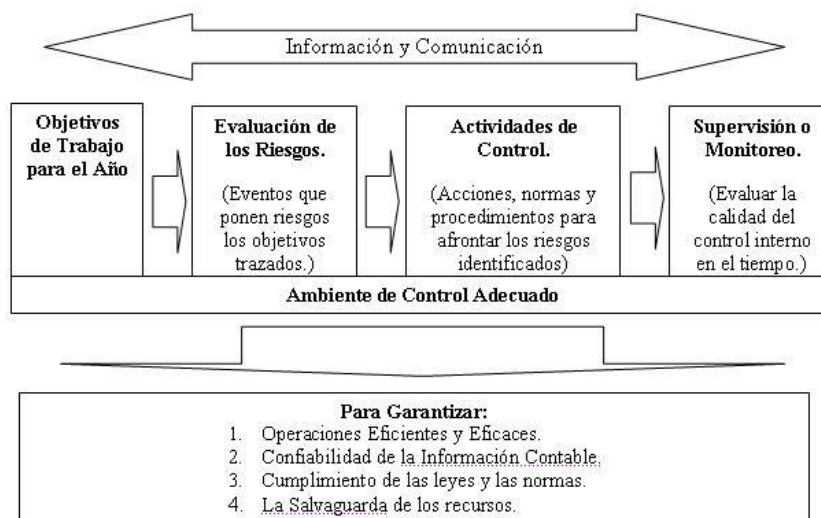 Información y Comunicación
Objetivos
de Trabajo
para el Año
Evaluación de
los Riesgos.
(Eventos que
ponen riesgos
los objetivos
trazados.)
Actividades de
Control.
(Acciones, normas y
procedimientos para
afrontar los riesgos
identificados)
Supervisión o
Monitoreo.
(Evaluar la
calidad del
control interno
en el tiempo.)
Ambiente de Control Adecuado
Para Garantizar:
1. Operaciones Eficientes y Eficaces.
2. Confiabilidad de la Información Contable.
3. Cumplimiento de las leyes y las normas.
4. La Salvaguarda de los recursos.